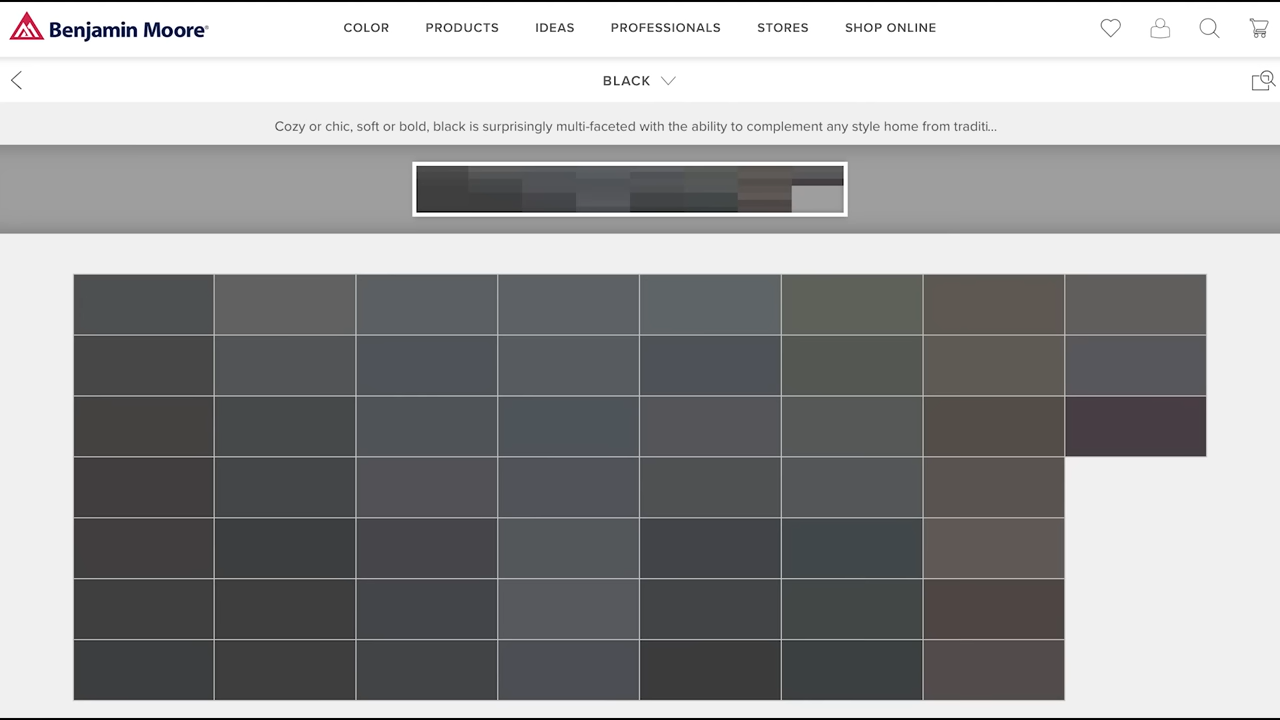 Benjamin Moore®
COLOR PRODUCTS IDEAS PROFESSIONALS STORES SHOP ONLINE
BLACK
Cozy or chic, soft or bold, black is surprisingly multi-faceted with the ability to complement any style home from traditi...